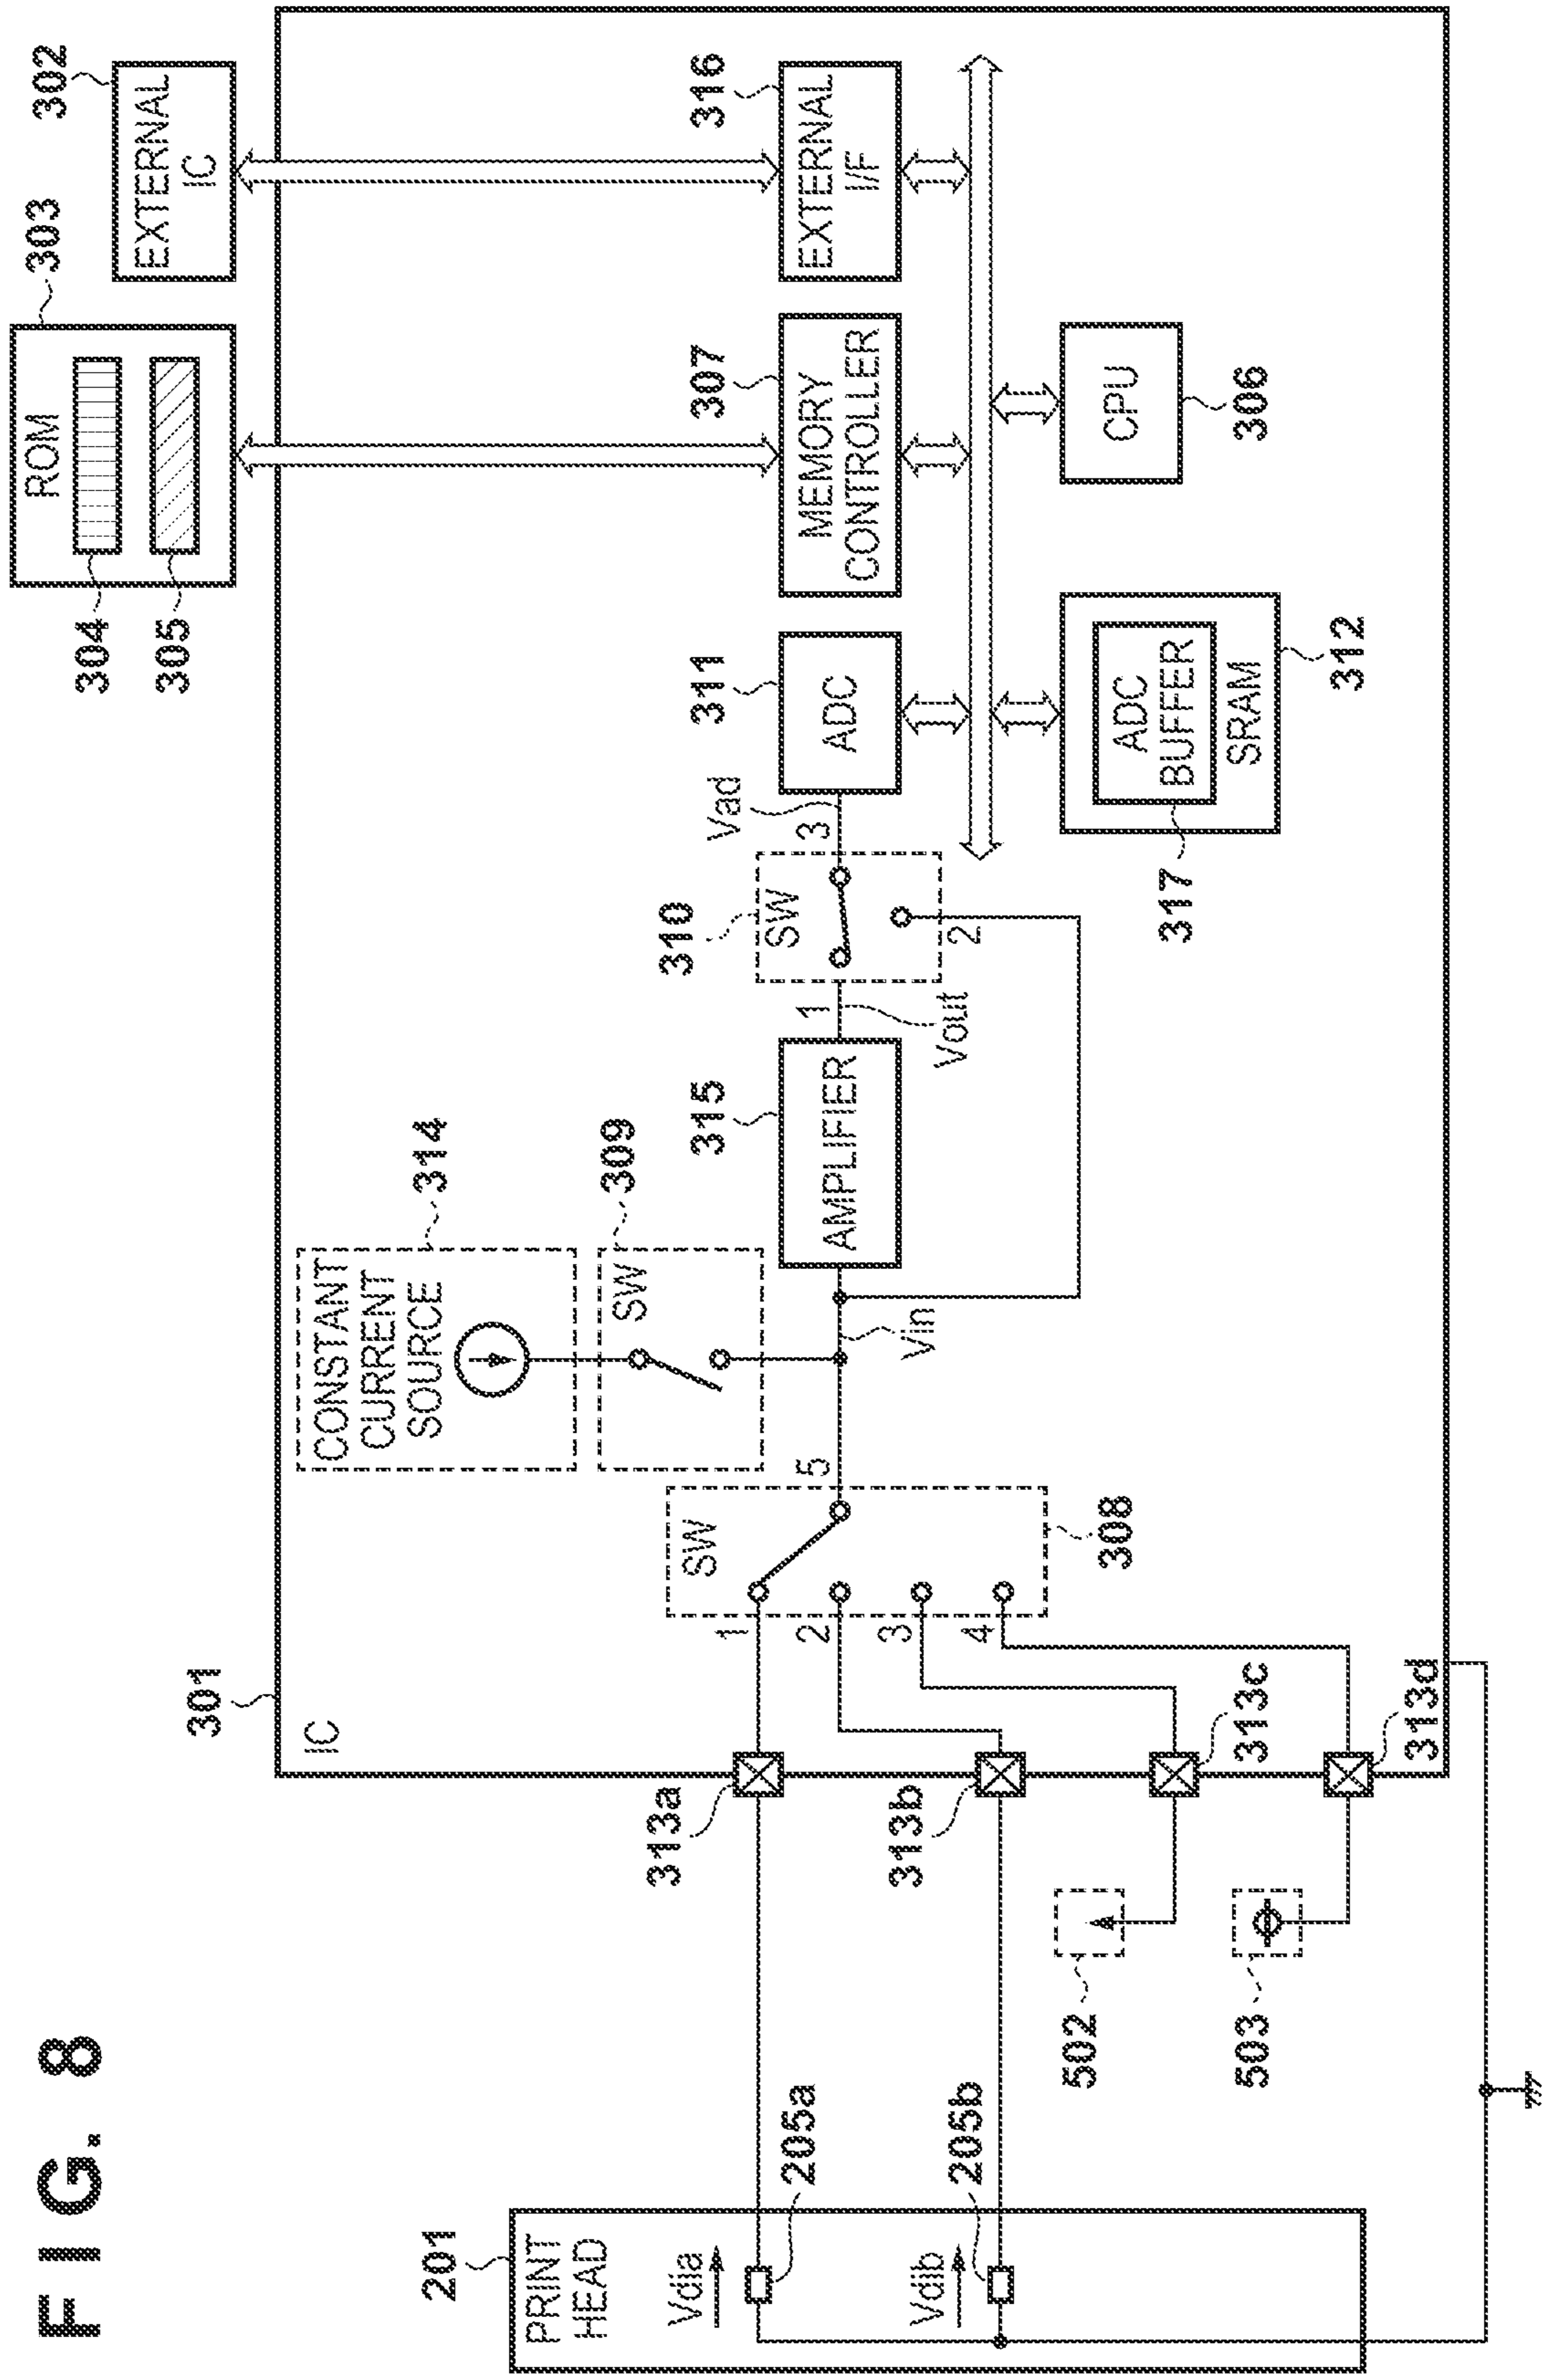 FIG. 8
301
IC
303
ROM
304
305
302
EXTERNAL
IC
CONSTANT
CURRENT
SOURCE
314
SW
309
201
PRINT
HEAD
Vdia
205a
Vdib
205b
313a
313b
502
313c
503
313d
SW
308
1
2
3
4
5
Vin
AMPLIFIER
315
Vout
1
SW
310
2
3
Vad
ADC
311
MEMORY
CONTROLLER
307
EXTERNAL
I/F
316
ADC
BUFFER
SRAM
317
312
CPU
306